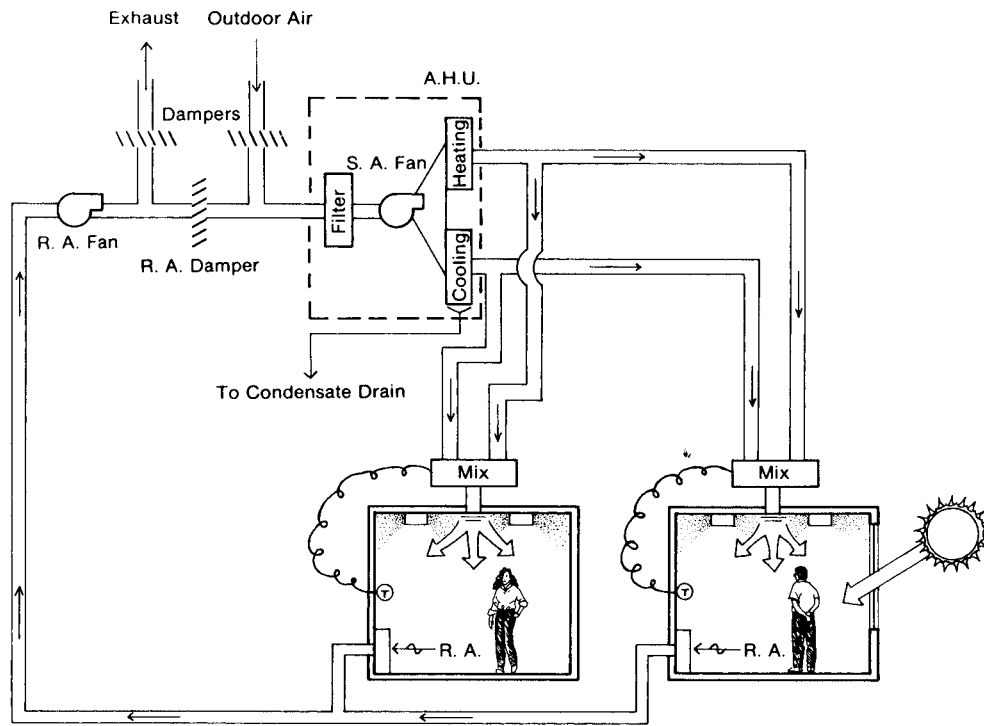 Exhaust
Outdoor Air
A.H.U.
Dampers
S. A. Fan
Heating
Filter
R. A. Fan
R. A. Damper
Cooling
To Condensate Drain
Mix
Mix
T
T
R. A.
R. A.